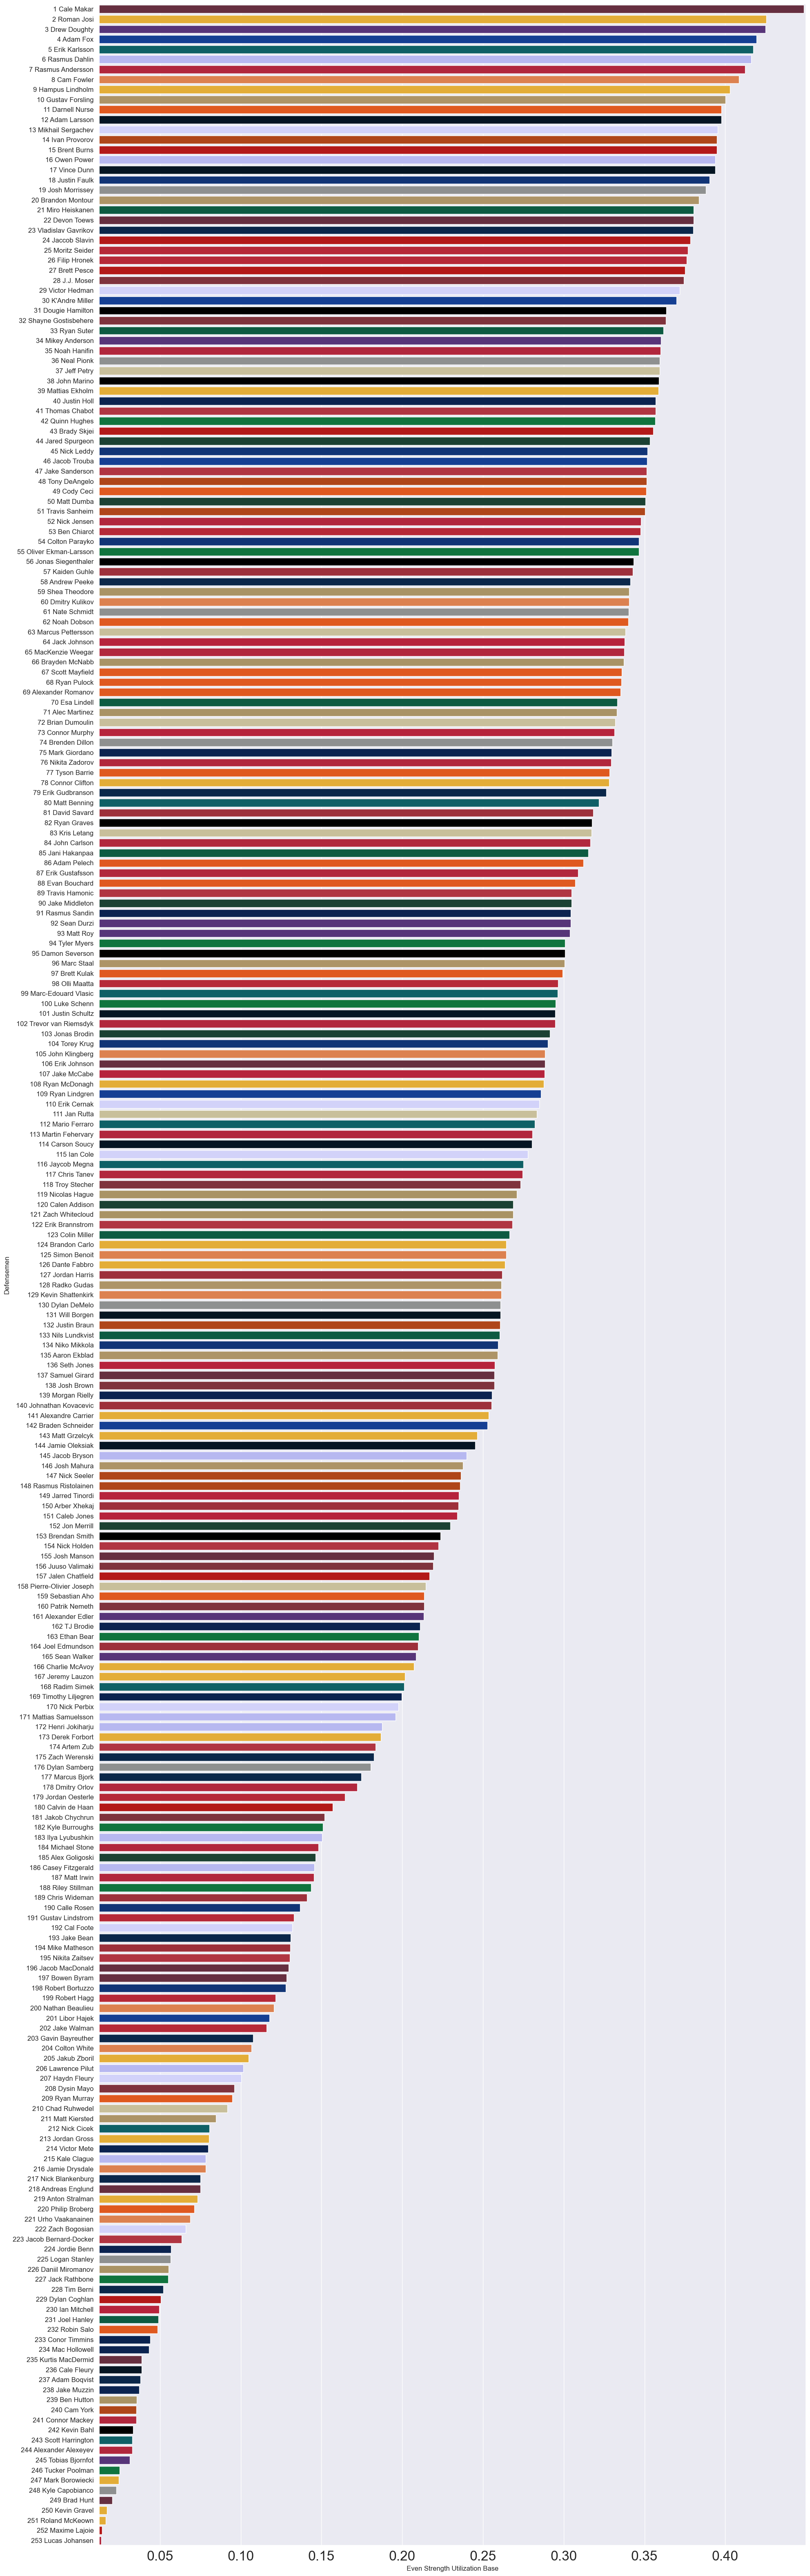 1 Cale Makar
2 Roman Josi
3 Drew Doughty
4 Adam Fox
5 Erik Karlsson
6 Rasmus Dahlin
7 Rasmus Andersson
8 Cam Fowler
9 Hampus Lindholm
10 Gustav Forsling
11 Darnell Nurse
12 Adam Larsson
13 Mikhail Sergachev
14 Ivan Provorov
15 Brent Burns
16 Owen Power
17 Vince Dunn
18 Justin Faulk
19 Josh Morrissey
20 Brandon Montour
21 Miro Heiskanen
22 Devon Toews
23 Vladislav Gavrikov
24 Jaccob Slavin
25 Moritz Seider
26 Filip Hronek
27 Brett Pesce
28 J.J. Moser
29 Victor Hedman
30 K'Andre Miller
31 Dougie Hamilton
32 Shayne Gostisbehere
33 Ryan Suter
34 Mikey Anderson
35 Noah Hanifin
36 Neal Pionk
37 Jeff Petry
38 John Marino
39 Mattias Ekholm
40 Justin Holl
41 Thomas Chabot
42 Quinn Hughes
43 Brady Skjei
44 Jared Spurgeon
45 Nick Leddy
46 Jacob Trouba
47 Jake Sanderson
48 Tony DeAngelo
49 Cody Ceci
50 Matt Dumba
51 Travis Sanheim
52 Nick Jensen
53 Ben Chiarot
54 Colton Parayko
55 Oliver Ekman-Larsson
56 Jonas Siegenthaler
57 Kaiden Guhle
58 Andrew Peeke
59 Shea Theodore
60 Dmitry Kulikov
61 Nate Schmidt
62 Noah Dobson
63 Marcus Pettersson
64 Jack Johnson
65 MacKenzie Weegar
66 Brayden McNabb
67 Scott Mayfield
68 Ryan Pulock
69 Alexander Romanov
70 Esa Lindell
71 Alec Martinez
72 Brian Dumoulin
73 Connor Murphy
74 Brenden Dillon
75 Mark Giordano
76 Nikita Zadorov
77 Tyson Barrie
78 Connor Clifton
79 Erik Gudbranson
80 Matt Benning
81 David Savard
82 Ryan Graves
83 Kris Letang
84 John Carlson
85 Jani Hakanpaa
86 Adam Pelech
87 Erik Gustafsson
88 Evan Bouchard
89 Travis Hamonic
90 Jake Middleton
91 Rasmus Sandin
92 Sean Durzi
93 Matt Roy
94 Tyler Myers
95 Damon Severson
96 Marc Staal
97 Brett Kulak
98 Olli Maatta
99 Marc-Edouard Vlasic
100 Luke Schenn
101 Justin Schultz
102 Trevor van Riemsdyk
103 Jonas Brodin
104 Torey Krug
105 John Klingberg
106 Erik Johnson
107 Jake McCabe
108 Ryan McDonagh
109 Ryan Lindgren
110 Erik Cernak
111 Jan Rutta
112 Mario Ferraro
113 Martin Fehervary
114 Carson Soucy
115 Ian Cole
116 Jaycob Megna
117 Chris Tanev
118 Troy Stecher
119 Nicolas Hague
120 Calen Addison
121 Zach Whitecloud
122 Erik Brannstrom
123 Colin Miller
124 Brandon Carlo
125 Simon Benoit
126 Dante Fabbro
127 Jordan Harris
128 Radko Gudas
129 Kevin Shattenkirk
130 Dylan DeMelo
131 Will Borgen
132 Justin Braun
133 Nils Lundkvist
134 Niko Mikkola
135 Aaron Ekblad
136 Seth Jones
137 Samuel Girard
138 Josh Brown
139 Morgan Rielly
140 Johnathan Kovacevic
141 Alexandre Carrier
142 Braden Schneider
143 Matt Grzelcyk
144 Jamie Oleksiak
145 Jacob Bryson
146 Josh Mahura
147 Nick Seeler
148 Rasmus Ristolainen
149 Jarred Tinordi
150 Arber Xhekaj
151 Caleb Jones
152 Jon Merrill
153 Brendan Smith
154 Nick Holden
155 Josh Manson
156 Juuso Valimaki
157 Jalen Chatfield
158 Pierre-Olivier Joseph
159 Sebastian Aho
160 Patrik Nemeth
161 Alexander Edler
162 TJ Brodie
163 Ethan Bear
164 Joel Edmundson
165 Sean Walker
166 Charlie McAvoy
167 Jeremy Lauzon
168 Radim Simek
169 Timothy Liljegren
170 Nick Perbix
171 Mattias Samuelsson
172 Henri Jokiharju
173 Derek Forbort
174 Artem Zub
175 Zach Werenski
176 Dylan Samberg
177 Marcus Bjork
178 Dmitry Orlov
179 Jordan Oesterle
180 Calvin de Haan
181 Jakob Chychrun
182 Kyle Burroughs
183 Ilya Lyubushkin
184 Michael Stone
185 Alex Goligoski
186 Casey Fitzgerald
187 Matt Irwin
188 Riley Stillman
189 Chris Wideman
190 Calle Rosen
191 Gustav Lindstrom
192 Cal Foote
193 Jake Bean
194 Mike Matheson
195 Nikita Zaitsev
196 Jacob MacDonald
197 Bowen Byram
198 Robert Bortuzzo
199 Robert Hagg
200 Nathan Beaulieu
201 Libor Hajek
202 Jake Walman
203 Gavin Bayreuther
204 Colton White
205 Jakub Zboril
206 Lawrence Pilut
207 Haydn Fleury
208 Dysin Mayo
209 Ryan Murray
210 Chad Ruhwedel
211 Matt Kiersted
212 Nick Cicek
213 Jordan Gross
214 Victor Mete
215 Kale Clague
216 Jamie Drysdale
217 Nick Blankenburg
218 Andreas Englund
219 Anton Stralman
220 Philip Broberg
221 Urho Vaakanainen
222 Zach Bogosian
223 Jacob Bernard-Docker
224 Jordie Benn
225 Logan Stanley
226 Daniil Miromanov
227 Jack Rathbone
228 Tim Berni
229 Dylan Coghlan
230 Ian Mitchell
231 Joel Hanley
232 Robin Salo
233 Conor Timmins
234 Mac Hollowell
235 Kurtis MacDermid
236 Cale Fleury
237 Adam Boqvist
238 Jake Muzzin
239 Ben Hutton
240 Cam York
241 Connor Mackey
242 Kevin Bahl
243 Scott Harrington
244 Alexander Alexeyev
245 Tobias Bjornfot
246 Tucker Poolman
247 Mark Borowiecki
248 Kyle Capobianco
249 Brad Hunt
250 Kevin Gravel
251 Roland McKeown
252 Maxime Lajoie
253 Lucas Johansen
Defensemen
0.05 0.10 0.15 0.20 0.25 0.30 0.35 0.40
Even Strength Utilization Base